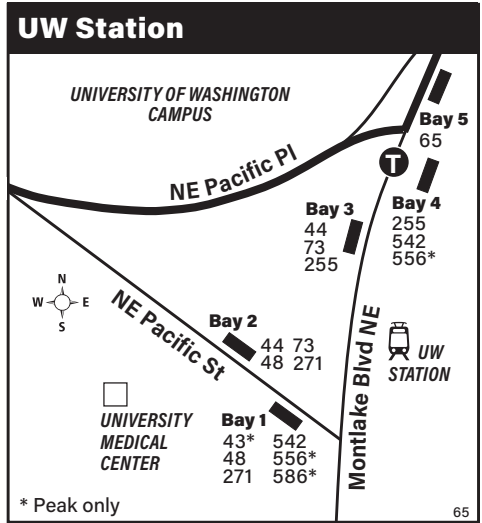 UW Station
UNIVERSITY OF WASHINGTON
CAMPUS
Bay 5
65
NE Pacific Pl
T
Bay 4
255
542
556*
Bay 3
44
73
255
N
W E
S
NE Pacific St
Bay 2
44 73
48 271
Montlake Blvd NE
UW
STATION
UNIVERSITY
MEDICAL
CENTER
Bay 1
43* 542
48 556*
271 586*
* Peak only
65